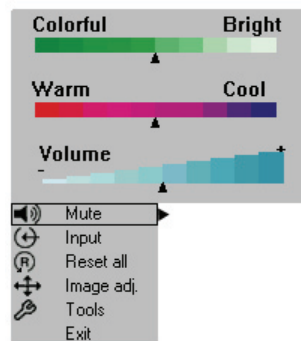 Colorful Bright
Warm Cool
Volume
- +
Mute
Input
R Reset all
Image adj.
Tools
Exit